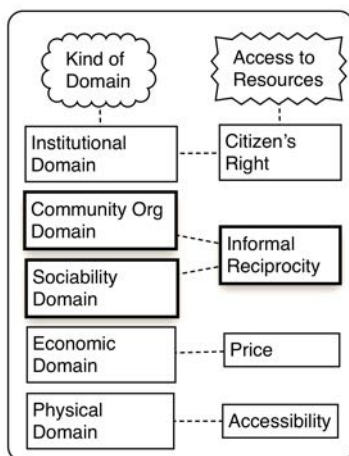 Kind of
Domain
Access to
Resources
Institutional
Domain
Citizen's
Right
Community Org
Domain
Informal
Reciprocity
Sociability
Domain
Economic
Domain
Price
Physical
Domain
Accessibility